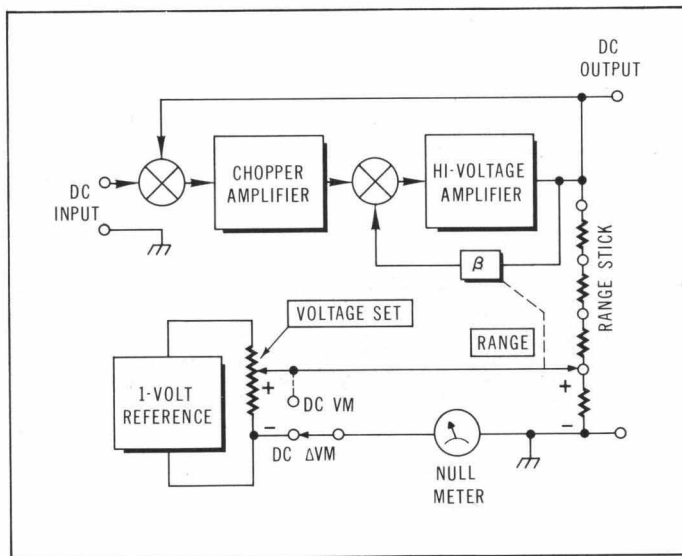 DC
OUTPUT
DC
INPUT
CHOPPER
AMPLIFIER
HI-VOLTAGE
AMPLIFIER
β
RANGE STICK
VOLTAGE SET
RANGE
1-VOLT
REFERENCE
+
+
DC VM
−
−
DC ΔVM
NULL
METER